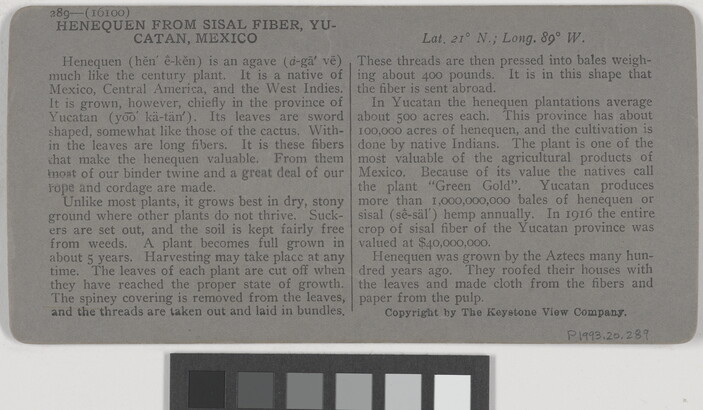 289—(16100)
HENEQUEN FROM SISAL FIBER, YU-
CATAN, MEXICO
Henequen (hĕn′ ê-kĕn) is an agave (ȧ-gā′ vē)
much like the century plant. It is a native of
Mexico, Central America, and the West Indies.
It is grown, however, chiefly in the province of
Yucatan (yo͞o′ kä-tän′). Its leaves are sword
shaped, somewhat like those of the cactus. With-
in the leaves are long fibers. It is these fibers
that make the henequen valuable. From them
most of our binder twine and a great deal of our
rope and cordage are made.
Unlike most plants, it grows best in dry, stony
ground where other plants do not thrive. Suck-
ers are set out, and the soil is kept fairly free
from weeds. A plant becomes full grown in
about 5 years. Harvesting may take place at any
time. The leaves of each plant are cut off when
they have reached the proper state of growth.
The spiney covering is removed from the leaves,
and the threads are taken out and laid in bundles.
Lat. 21° N.; Long. 89° W.
These threads are then pressed into bales weigh-
ing about 400 pounds. It is in this shape that
the fiber is sent abroad.
In Yucatan the henequen plantations average
about 500 acres each. This province has about
100,000 acres of henequen, and the cultivation is
done by native Indians. The plant is one of the
most valuable of the agricultural products of
Mexico. Because of its value the natives call
the plant "Green Gold". Yucatan produces
more than 1,000,000,000 bales of henequen or
sisal (sê-säl′) hemp annually. In 1916 the entire
crop of sisal fiber of the Yucatan province was
valued at $40,000,000.
Henequen was grown by the Aztecs many hun-
dred years ago. They roofed their houses with
the leaves and made cloth from the fibers and
paper from the pulp.
Copyright by The Keystone View Company.
P1993.20.289